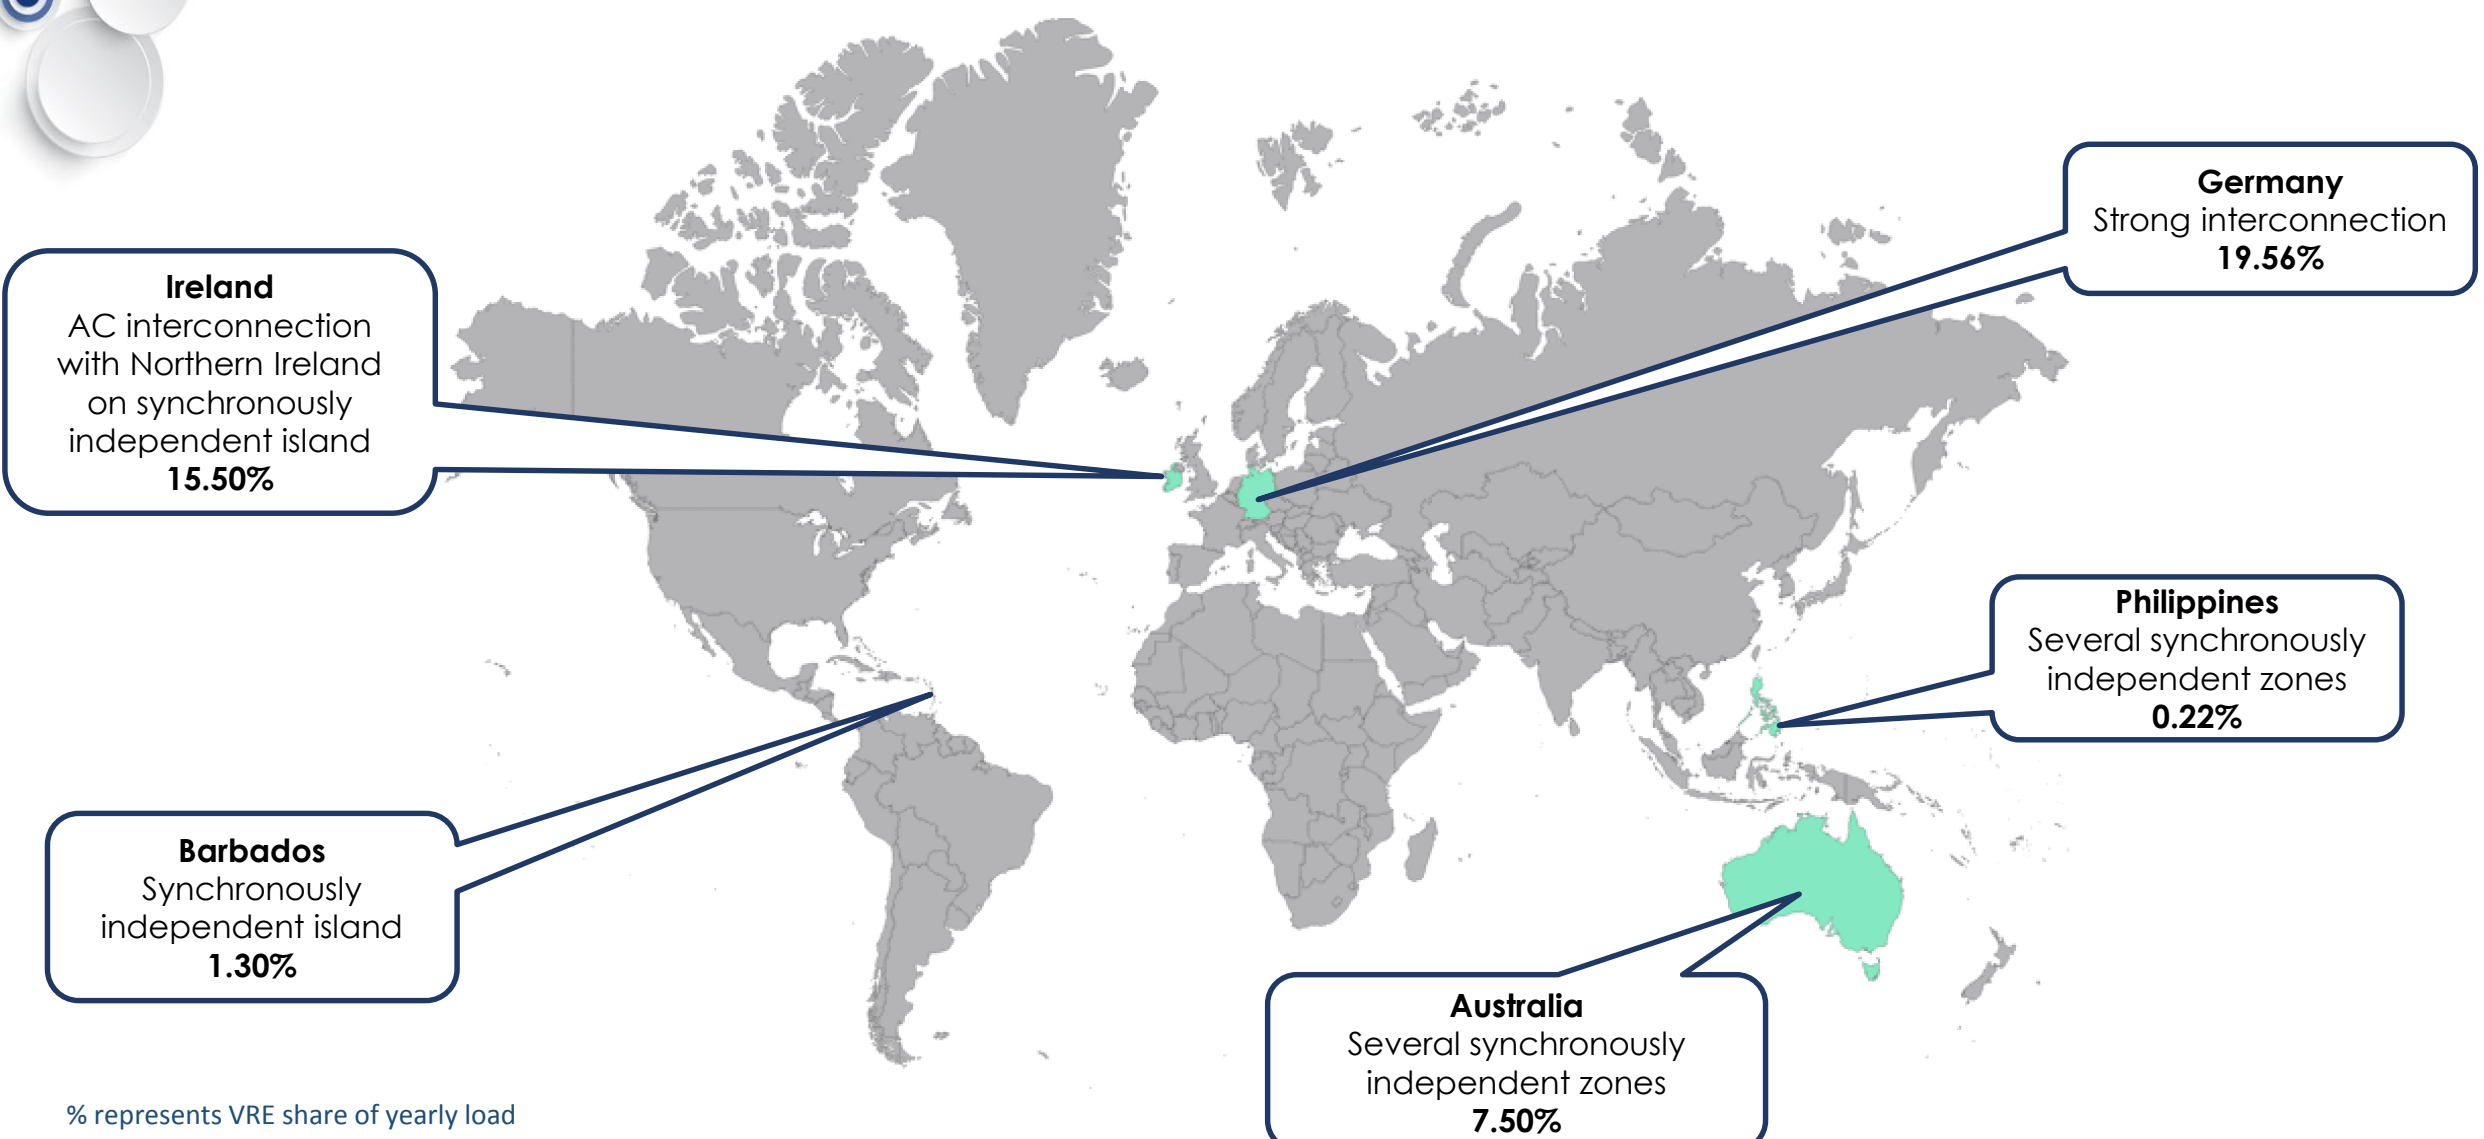 Germany
Strong interconnection
19.56%
Ireland
AC interconnection
with Northern Ireland
on synchronously
independent island
15.50%
Philippines
Several synchronously
independent zones
0.22%
Barbados
Synchronously
independent island
1.30%
Australia
Several synchronously
independent zones
7.50%
% represents VRE share of yearly load